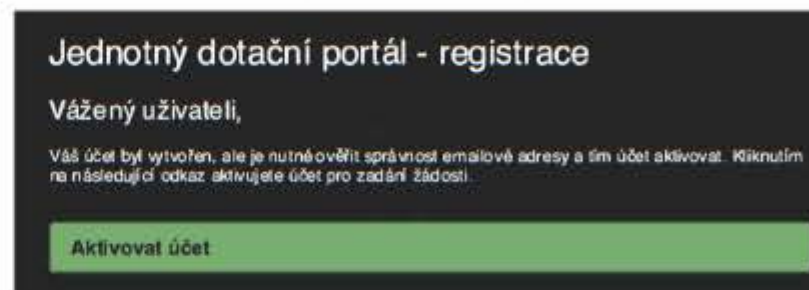 Jednotný dotační portál - registrace
Vážený uživateli,
Váš účet byl vytvořen, ale je nutné ověřit správnost emailové adresy a tím účet aktivovat. Kliknutím
na následující odkaz aktivujete účet pro zadání žádosti.
Aktivovat účet